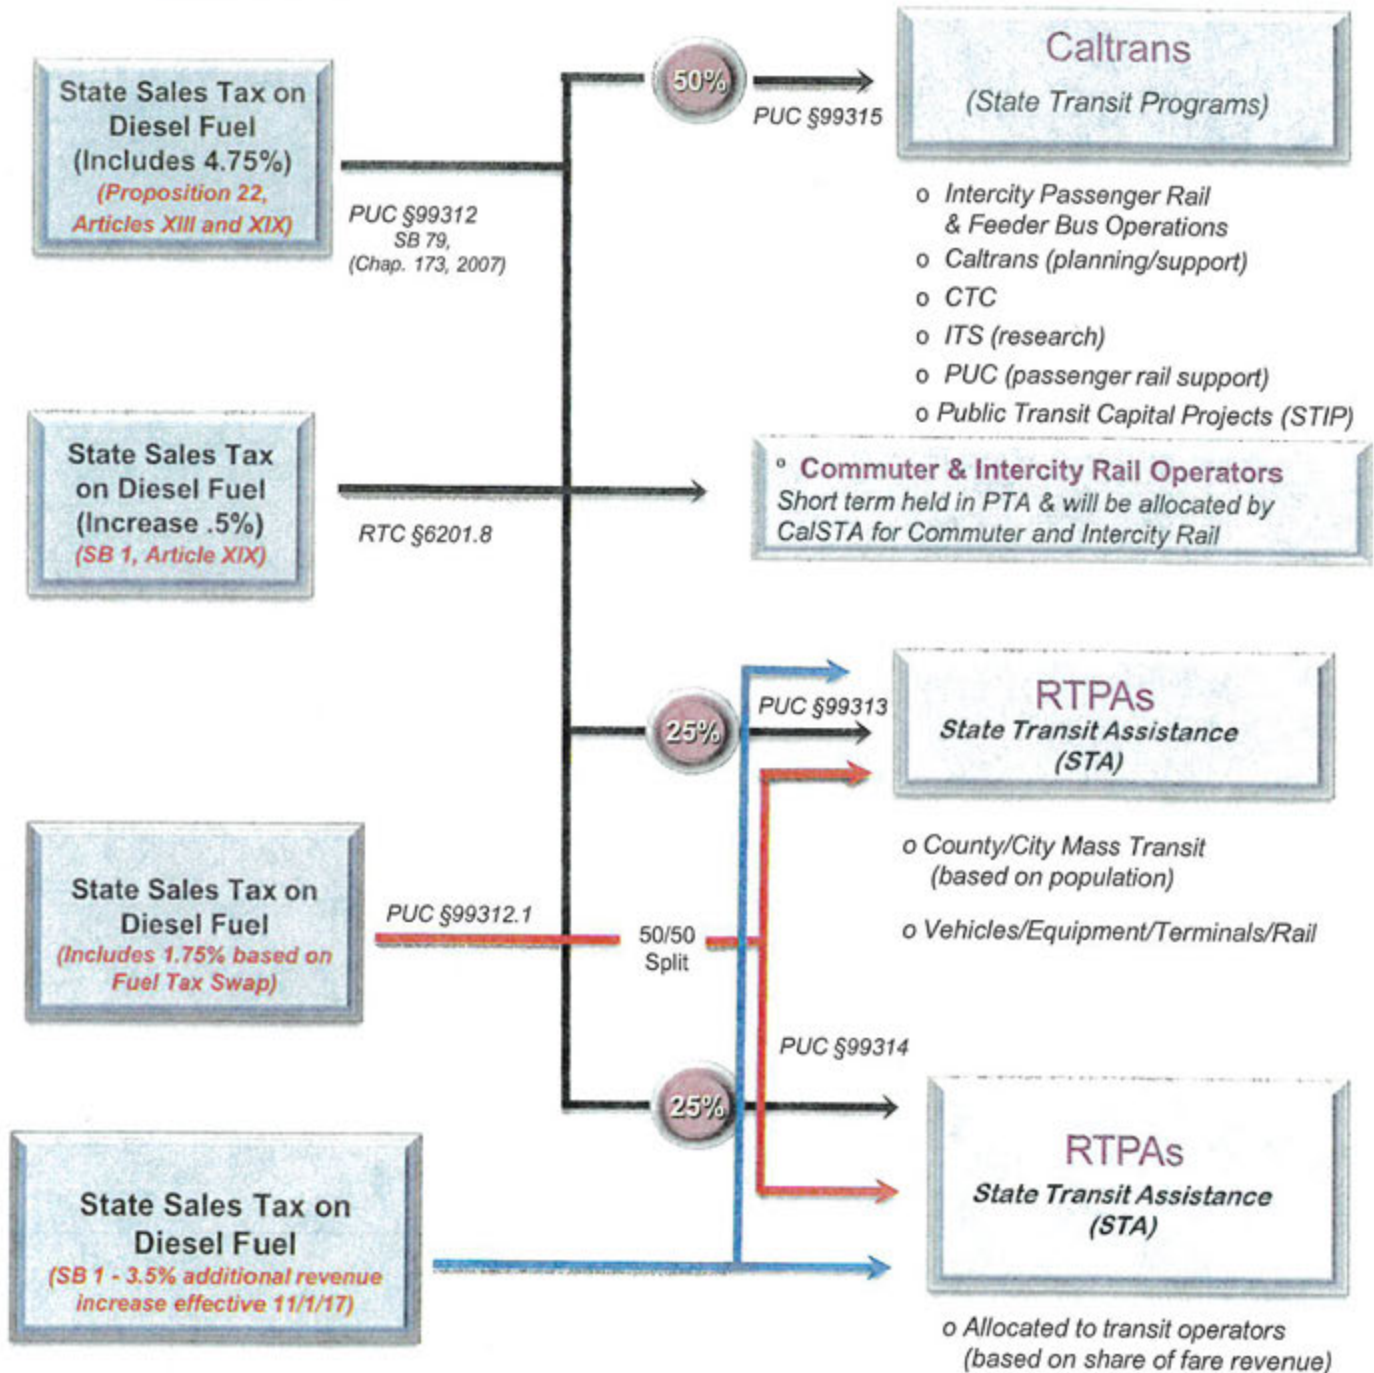 State Sales Tax on
Diesel Fuel
(Includes 4.75%)
(Proposition 22,
Articles XIII and XIX)
PUC §99312
SB 79,
(Chap. 173, 2007)
50%
PUC §99315
Caltrans
(State Transit Programs)
o Intercity Passenger Rail
& Feeder Bus Operations
o Caltrans (planning/support)
o CTC
o ITS (research)
o PUC (passenger rail support)
o Public Transit Capital Projects (STIP)
State Sales Tax
on Diesel Fuel
(Increase .5%)
(SB 1, Article XIX)
RTC §6201.8
o Commuter & Intercity Rail Operators
Short term held in PTA & will be allocated by
CalSTA for Commuter and Intercity Rail
25%
PUC §99313
RTPAs
State Transit Assistance
(STA)
o County/City Mass Transit
(based on population)
o Vehicles/Equipment/Terminals/Rail
State Sales Tax on
Diesel Fuel
(Includes 1.75% based on
Fuel Tax Swap)
PUC §99312.1
50/50
Split
PUC §99314
25%
RTPAs
State Transit Assistance
(STA)
o Allocated to transit operators
(based on share of fare revenue)
State Sales Tax on
Diesel Fuel
(SB 1 - 3.5% additional revenue
increase effective 11/1/17)